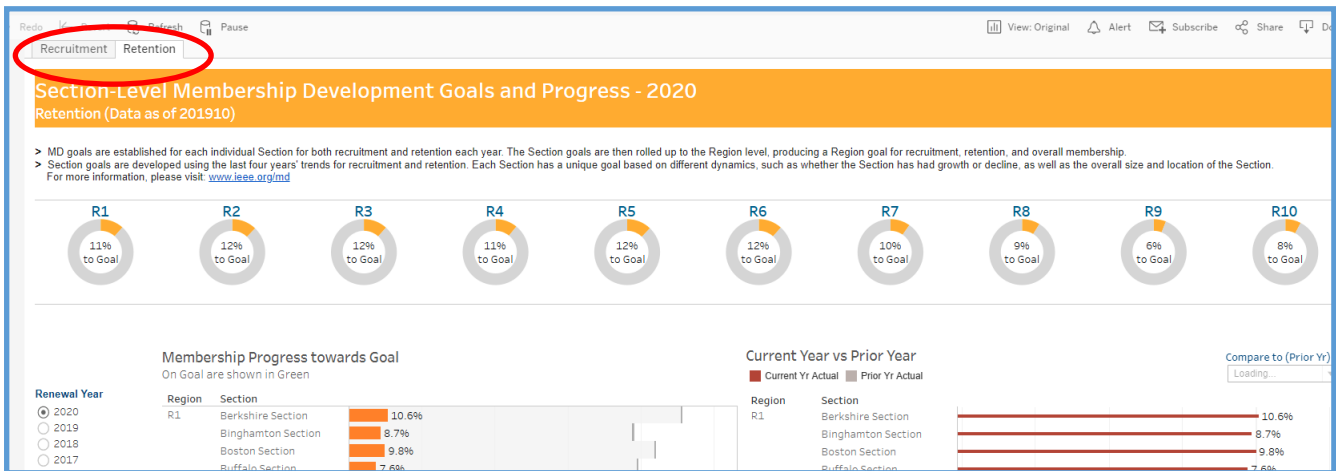 Redo Refresh Pause View: Original Alert Subscribe Share
Recruitment Retention
Section-Level Membership Development Goals and Progress - 2020
Retention (Data as of 201910)
> MD goals are established for each individual Section for both recruitment and retention each year. The Section goals are then rolled up to the Region level, producing a Region goal for recruitment, retention, and overall membership.
> Section goals are developed using the last four years' trends for recruitment and retention. Each Section has a unique goal based on different dynamics, such as whether the Section has had growth or decline, as well as the overall size and location of the Section.
For more information, please visit: www.ieee.org/md
R1 R2 R3 R4 R5 R6 R7 R8 R9 R10
11% 12% 12% 11% 12% 12% 10% 9% 6% 8%
to Goal to Goal to Goal to Goal to Goal to Goal to Goal to Goal to Goal to Goal
Membership Progress towards Goal
On Goal are shown in Green
Current Year vs Prior Year
Current Yr Actual Prior Yr Actual
Compare to (Prior Yr)
Loading...
Renewal Year
2020
2019
2018
2017
Region Section
R1 Berkshire Section 10.6%
Binghamton Section 8.7%
Boston Section 9.8%
Buffalo Section 7.6%
Region Section
R1 Berkshire Section 10.6%
Binghamton Section 8.7%
Boston Section 9.8%
Buffalo Section 7.6%